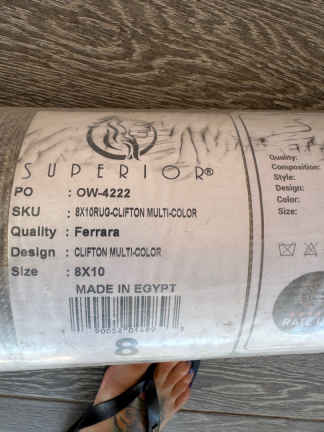 SUPERIOR®
PO : OW-4222
SKU : 8X10RUG-CLIFTON MULTI-COLOR
Quality : Ferrara
Design : CLIFTON MULTI-COLOR
Size : 8X10
MADE IN EGYPT
8
Quality:
Composition:
Style:
Design:
Color:
Size:
RATE